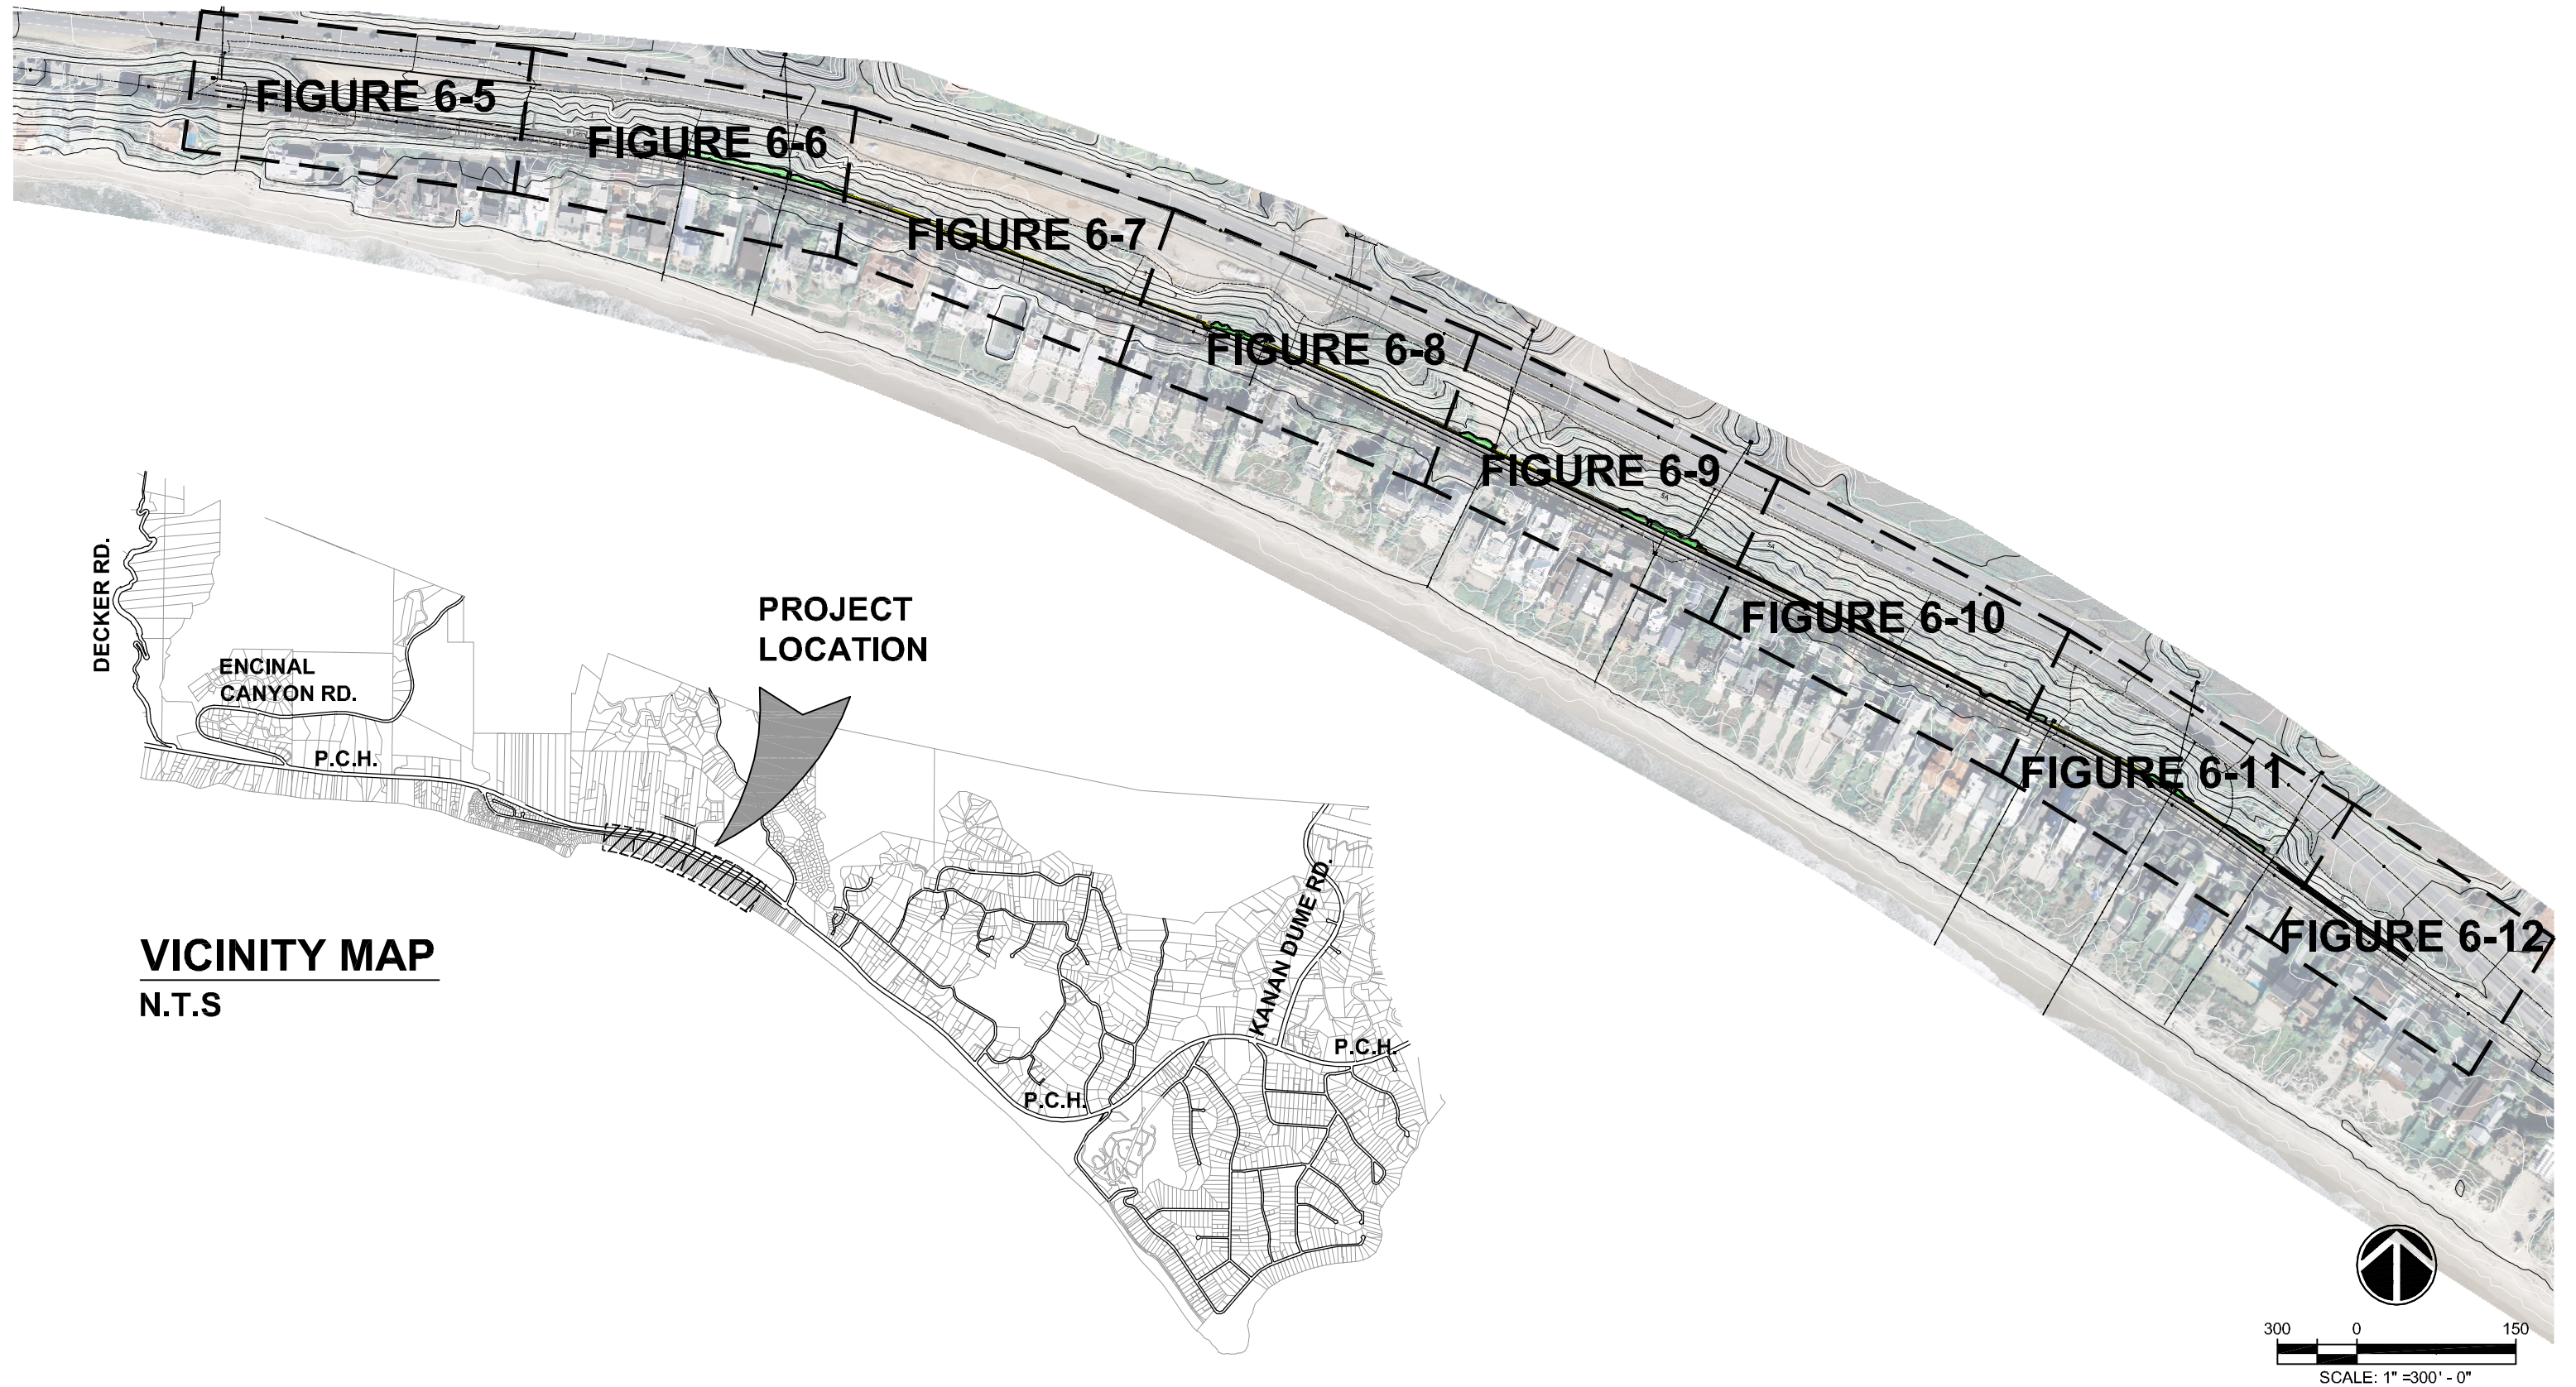 FIGURE 6-5
FIGURE 6-6
FIGURE 6-7
FIGURE 6-8
FIGURE 6-9
FIGURE 6-10
FIGURE 6-11
FIGURE 6-12
PROJECT
LOCATION
DECKER RD.
ENCINAL
CANYON RD.
P.C.H.
KANAN DUME RD.
P.C.H.
P.C.H.
VICINITY MAP
N.T.S
300 0 150
SCALE: 1" =300' - 0"